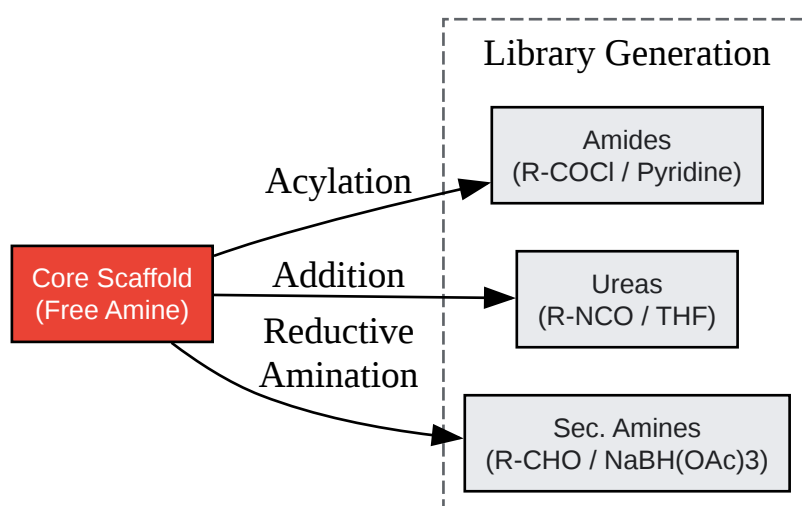 Library Generation
Amides
(R-COCl / Pyridine)
Acylation
Core Scaffold
(Free Amine)
Addition
Ureas
(R-NCO / THF)
Reductive
Amination
Sec. Amines
(R-CHO / NaBH(OAc)3)